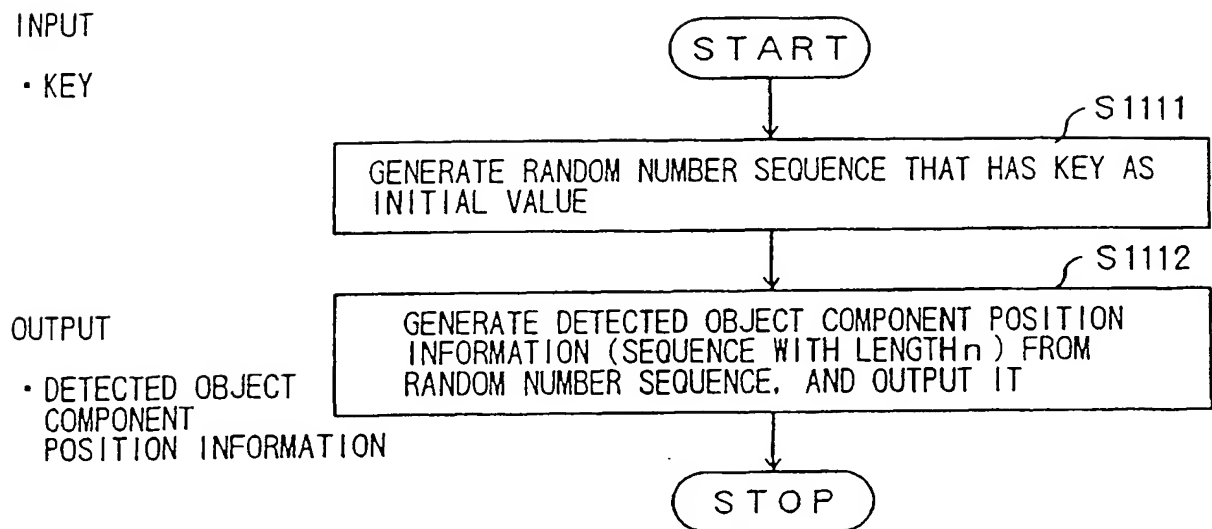 INPUT
・KEY
START
S1111
GENERATE RANDOM NUMBER SEQUENCE THAT HAS KEY AS
INITIAL VALUE
S1112
GENERATE DETECTED OBJECT COMPONENT POSITION
INFORMATION (SEQUENCE WITH LENGTHn) FROM
RANDOM NUMBER SEQUENCE, AND OUTPUT IT
OUTPUT
・DETECTED OBJECT
COMPONENT
POSITION INFORMATION
STOP